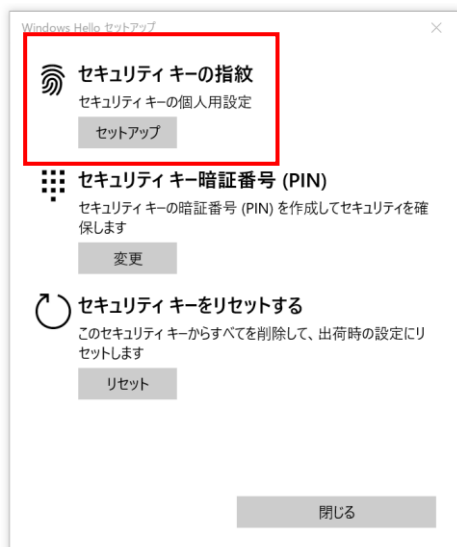 Windows Hello セットアップ
セキュリティ キーの指紋
セキュリティ キーの個人用設定
セットアップ
セキュリティ キー暗証番号 (PIN)
セキュリティ キーの暗証番号 (PIN) を作成してセキュリティを確
保します
変更
セキュリティ キーをリセットする
このセキュリティ キーからすべてを削除して、出荷時の設定にリ
セットします
リセット
閉じる